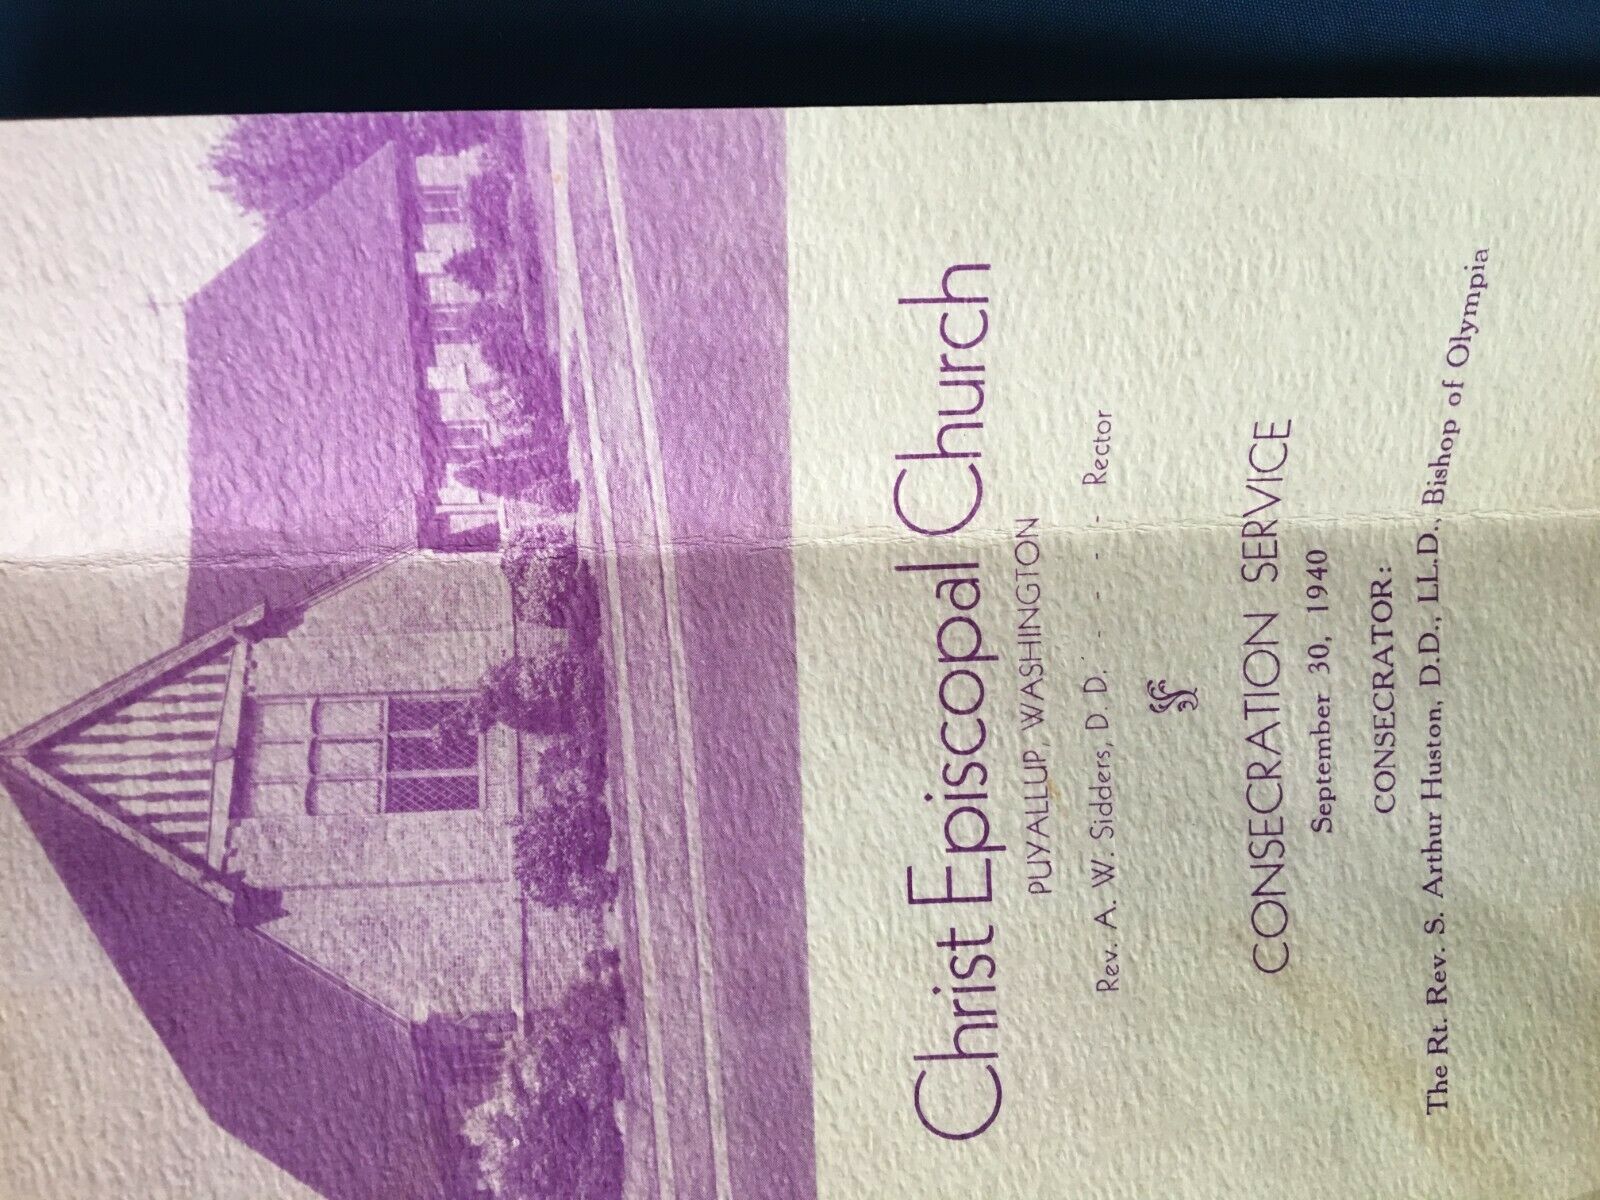 Christ Episcopal Church
PUYALLUP, WASHINGTON
Rev. A. W. Sidders, D. D. - - - - Rector
CONSECRATION SERVICE
September 30, 1940
CONSECRATOR:
The Rt. Rev. S. Arthur Huston, D.D., LL.D., Bishop of Olympia